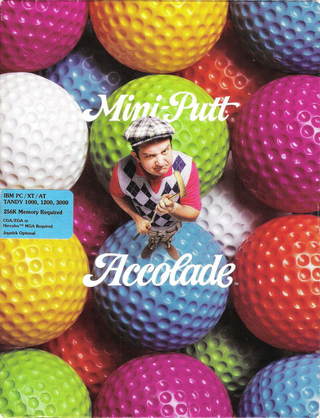 Mini-Putt
IBM PC/XT/AT
TANDY 1000, 1200, 3000
256K Memory Required
CGA/EGA or
Hercules™ MGA Required
Joystick Optional
Accolade™